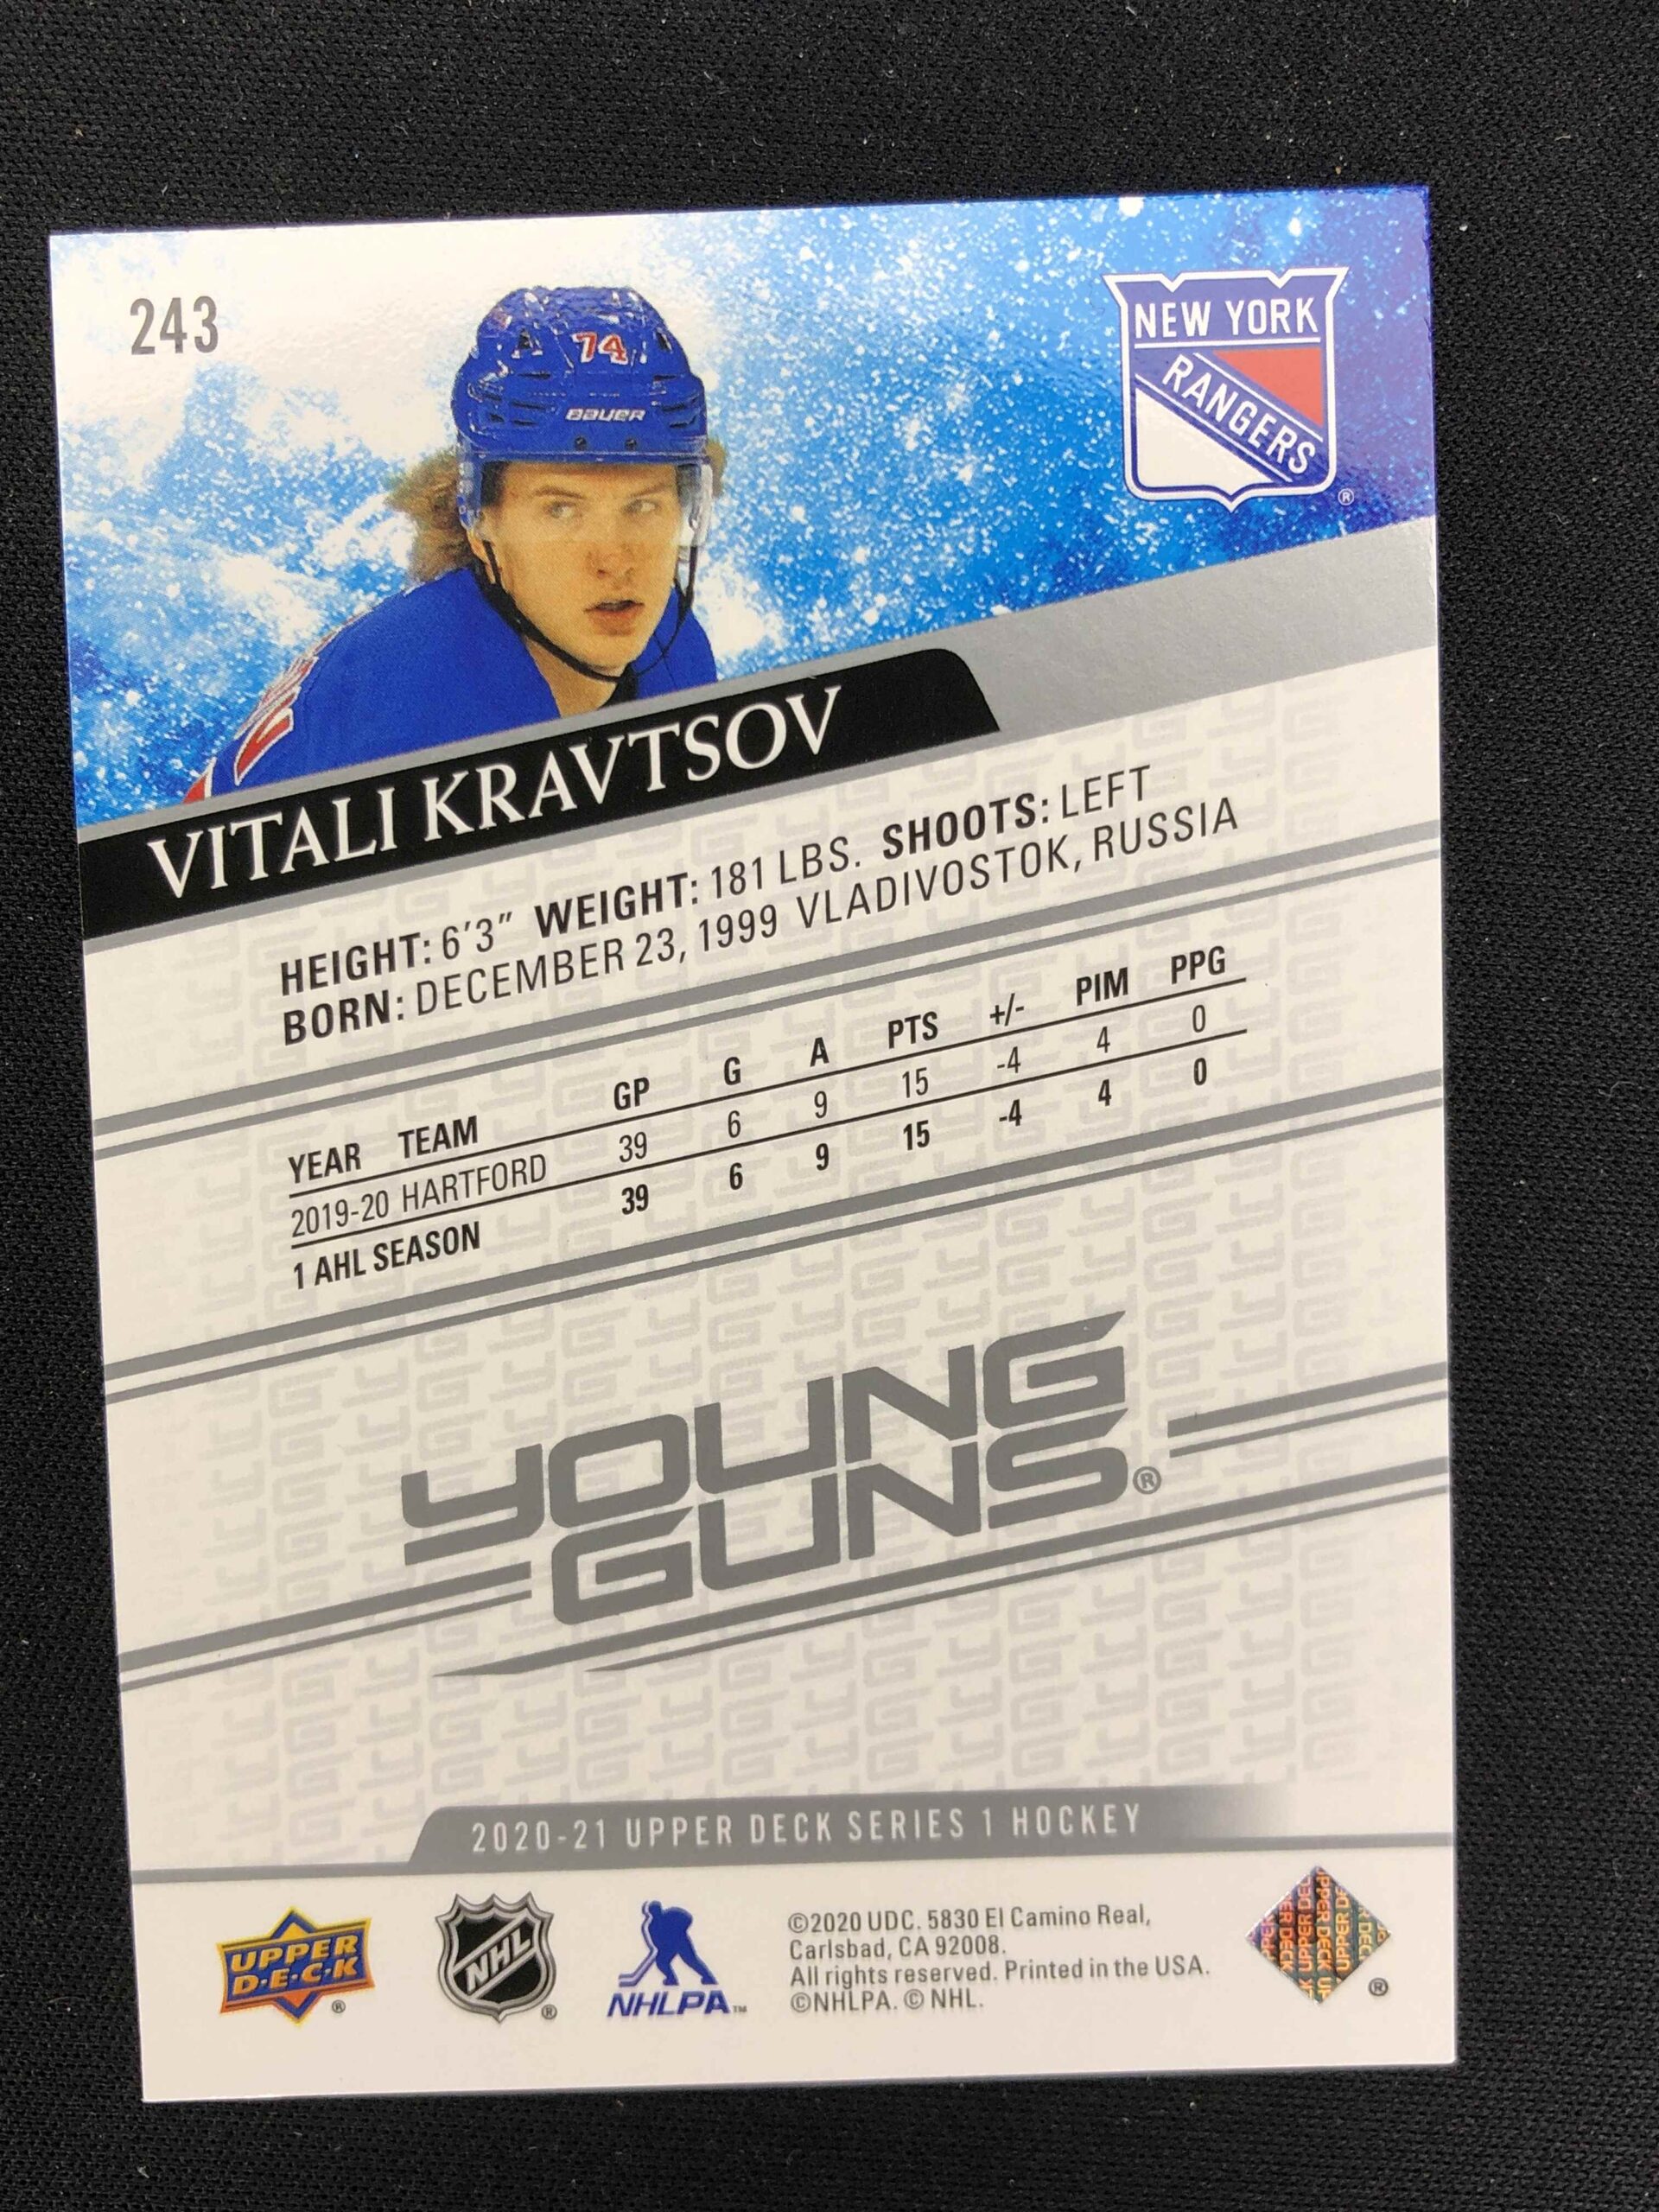 243
74
BAUER
NEW YORK
RANGERS
®
VITALI KRAVTSOV
HEIGHT: 6'3" WEIGHT: 181 LBS. SHOOTS: LEFT
BORN: DECEMBER 23, 1999 VLADIVOSTOK, RUSSIA
YEAR TEAM GP G A PTS +/- PIM PPG
2019-20 HARTFORD 39 6 9 15 -4 4 0
1 AHL SEASON 39 6 9 15 -4 4 0
YOUNG
GUNS®
2020-21 UPPER DECK SERIES 1 HOCKEY
UPPER
D·E·C·K
®
NHL
®
NHLPA™
©2020 UDC. 5830 El Camino Real,
Carlsbad, CA 92008.
All rights reserved. Printed in the USA.
©NHLPA. © NHL.
UPPER DECK
®